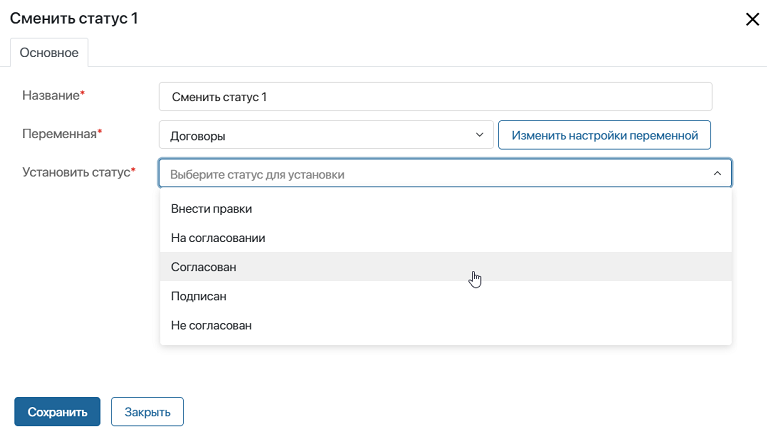 Сменить статус 1
Основное
Название*
Сменить статус 1
Переменная*
Договоры
Изменить настройки переменной
Установить статус*
Выберите статус для установки
Внести правки
На согласовании
Согласован
Подписан
Не согласован
Сохранить
Закрыть